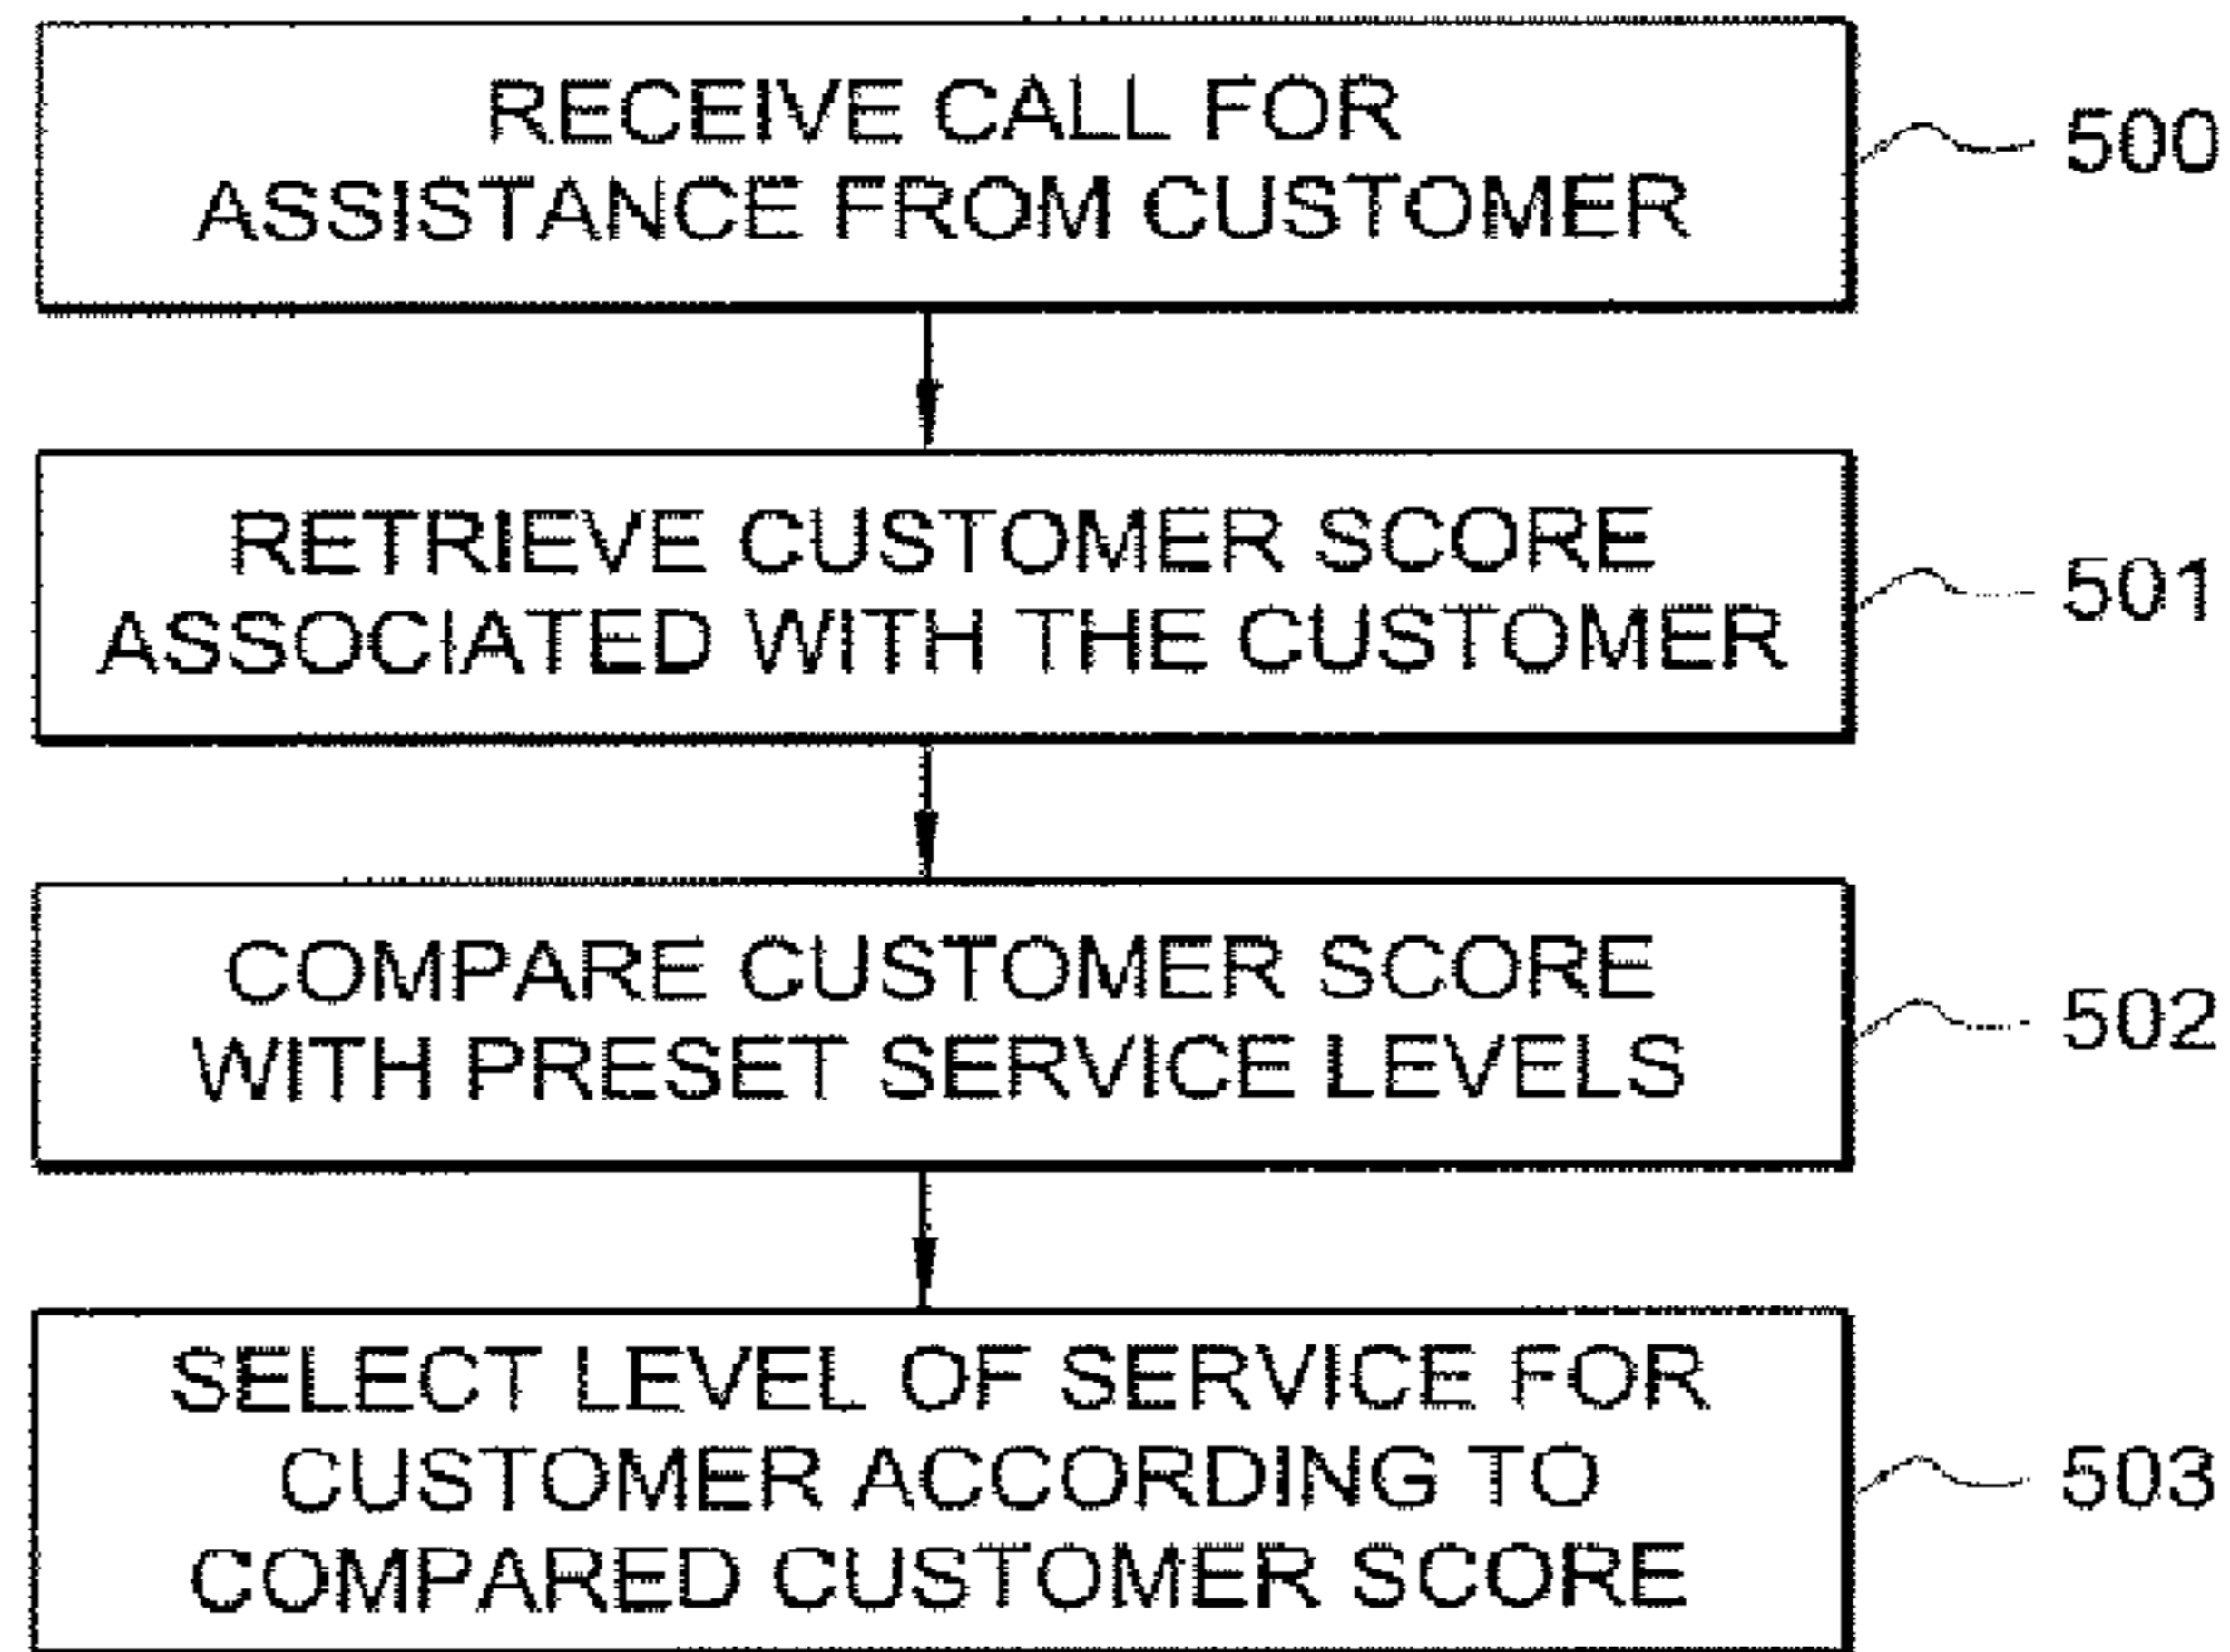 RECEIVE CALL FOR
ASSISTANCE FROM CUSTOMER
500
RETRIEVE CUSTOMER SCORE
ASSOCIATED WITH THE CUSTOMER
501
COMPARE CUSTOMER SCORE
WITH PRESET SERVICE LEVELS
502
SELECT LEVEL OF SERVICE FOR
CUSTOMER ACCORDING TO
COMPARED CUSTOMER SCORE
503